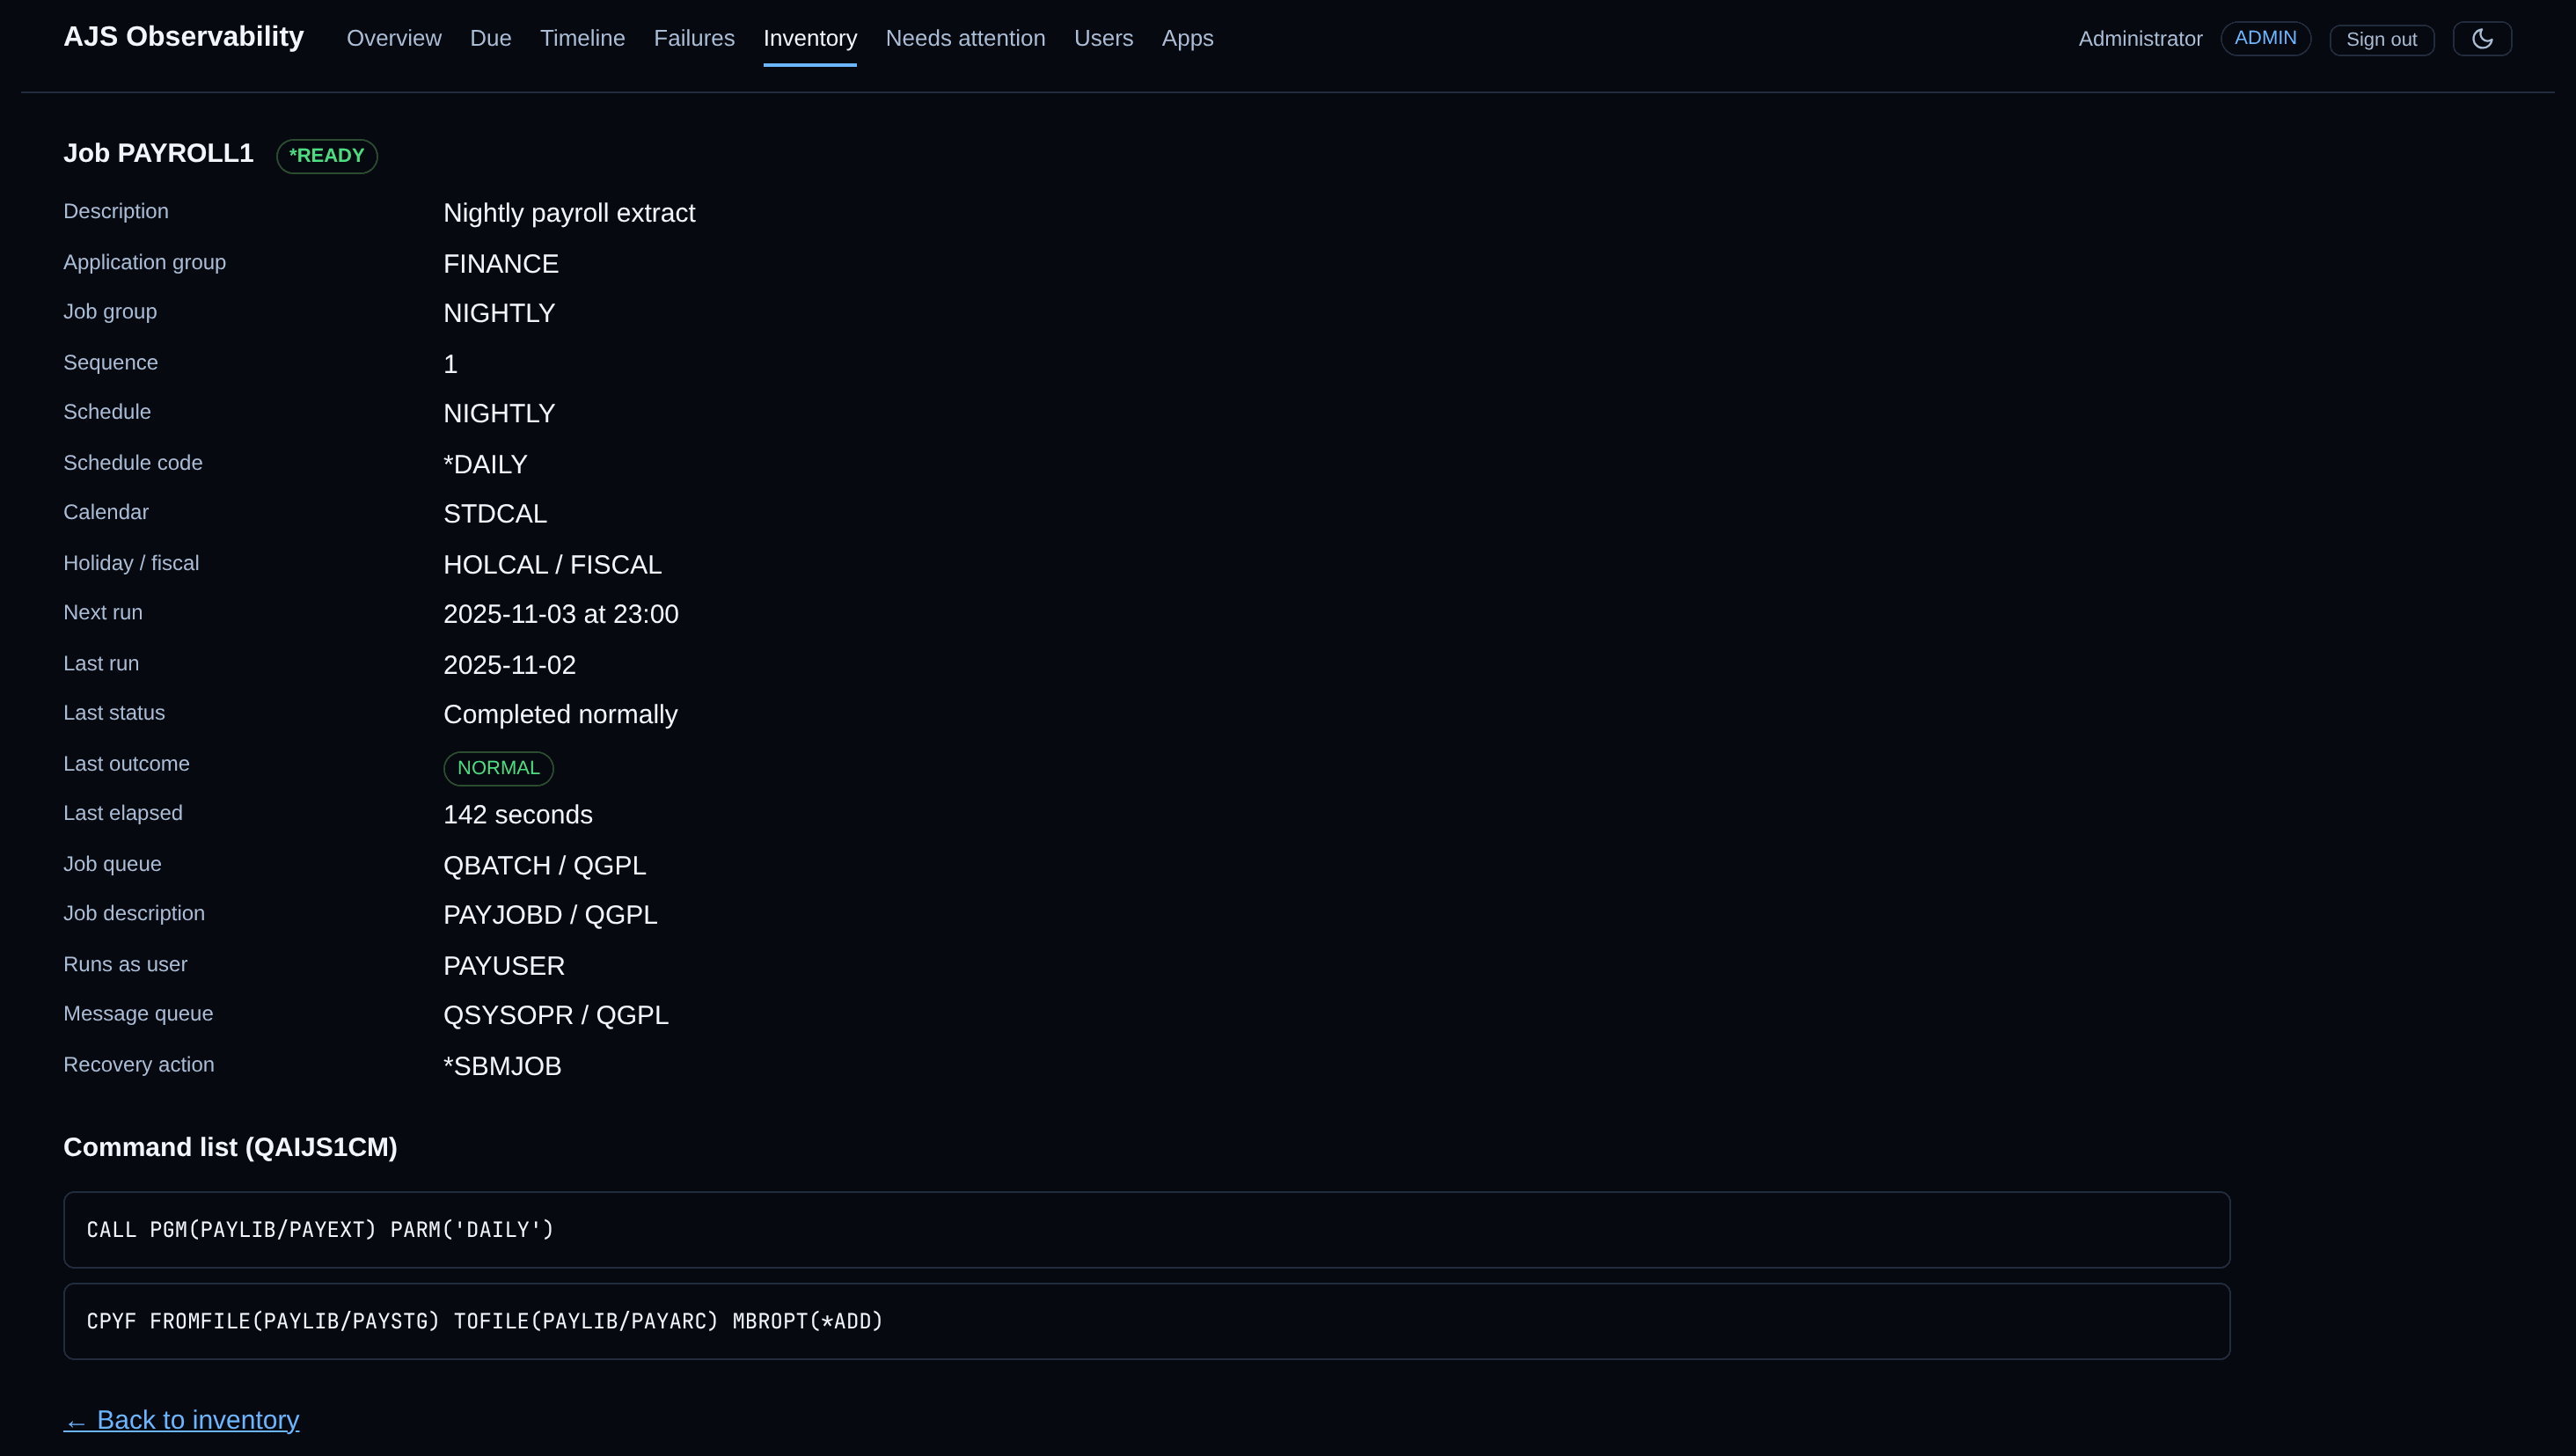 AJS Observability Overview Due Timeline Failures Inventory Needs attention Users Apps Administrator ADMIN Sign out
Job PAYROLL1 *READY
Description Nightly payroll extract
Application group FINANCE
Job group NIGHTLY
Sequence 1
Schedule NIGHTLY
Schedule code *DAILY
Calendar STDCAL
Holiday / fiscal HOLCAL / FISCAL
Next run 2025-11-03 at 23:00
Last run 2025-11-02
Last status Completed normally
Last outcome NORMAL
Last elapsed 142 seconds
Job queue QBATCH / QGPL
Job description PAYJOBD / QGPL
Runs as user PAYUSER
Message queue QSYSOPR / QGPL
Recovery action *SBMJOB
Command list (QAIJS1CM)
CALL PGM(PAYLIB/PAYEXT) PARM('DAILY')
CPYF FROMFILE(PAYLIB/PAYSTG) TOFILE(PAYLIB/PAYARC) MBROPT(*ADD)
← Back to inventory